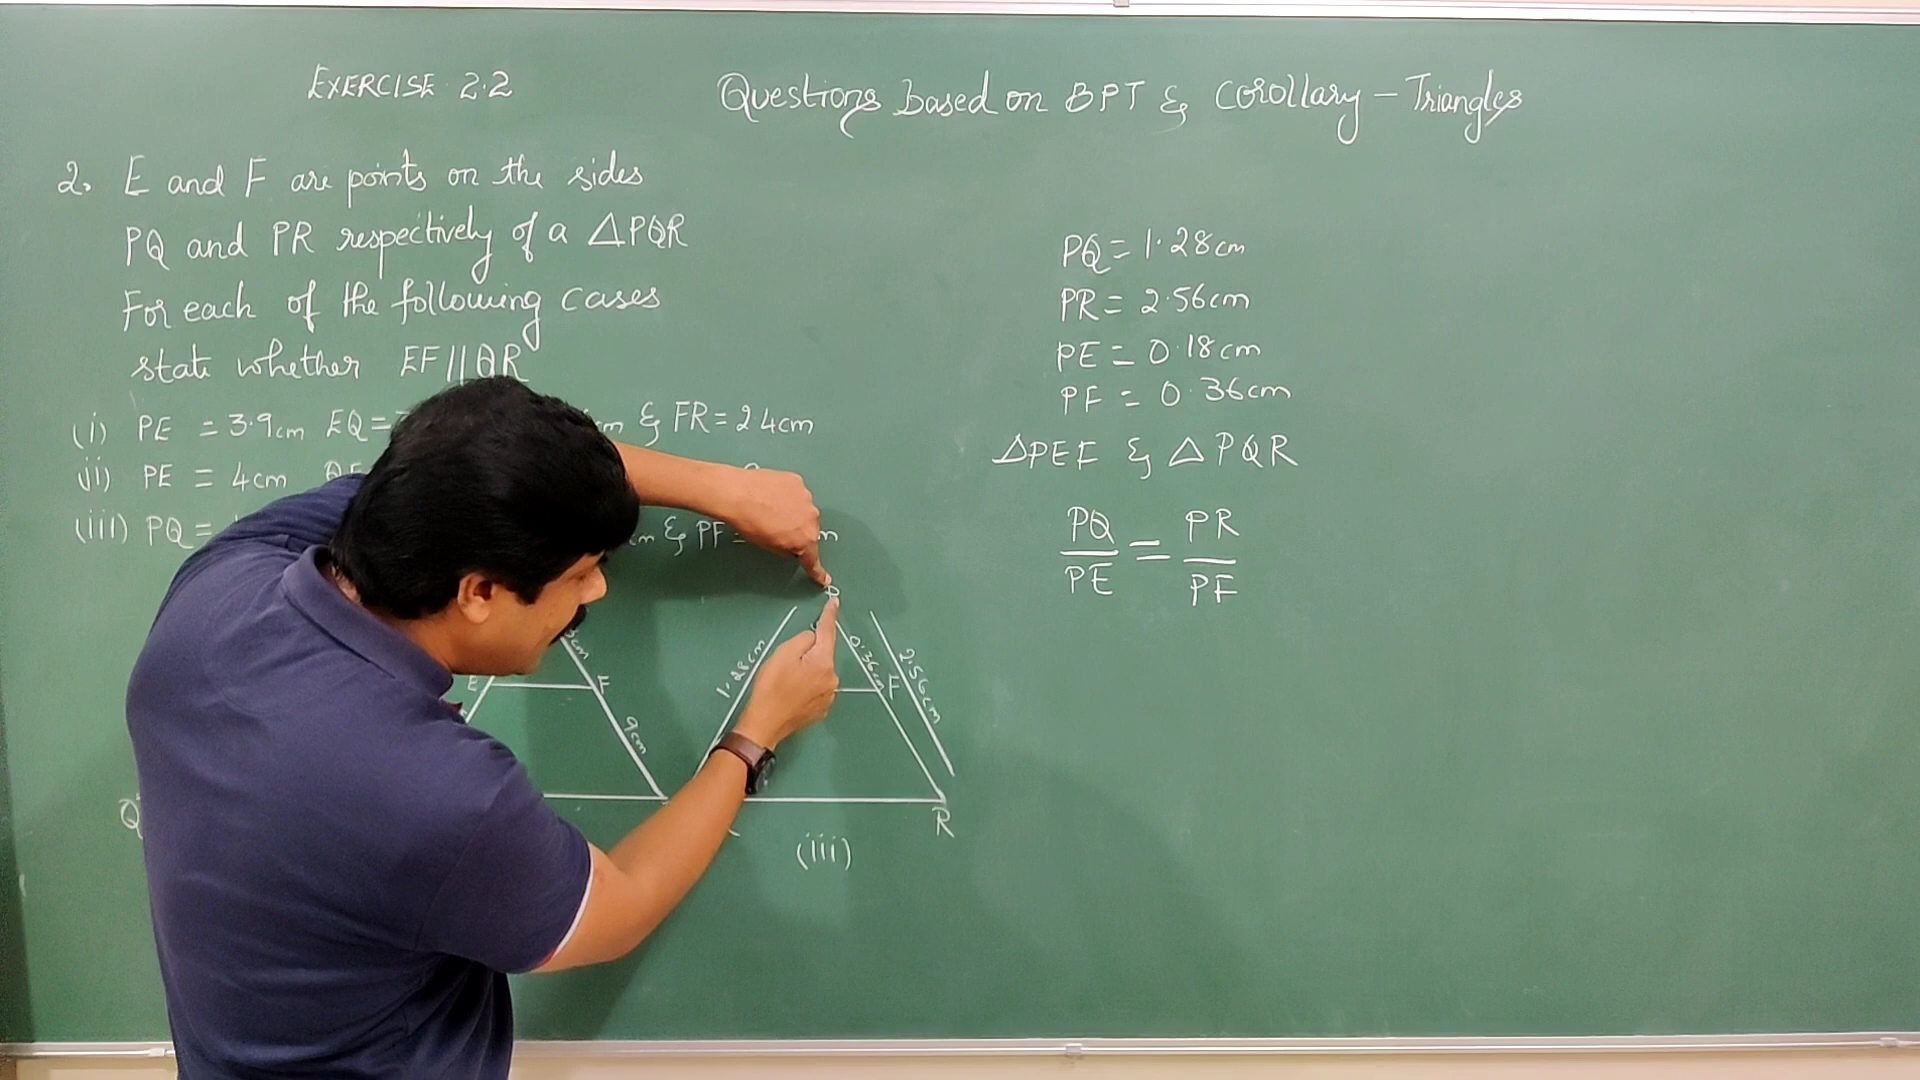 EXERCISE 2.2
Questions based on BPT & Corollary - Triangles
2. E and F are points on the sides
PQ and PR respectively of a △PQR
For each of the following cases
state whether EF || QR
(i) PE = 3.9cm EQ= & FR = 2.4cm
(ii) PE = 4cm
(iii) PQ = & PF =
PQ = 1.28cm
PR = 2.56cm
PE = 0.18cm
PF = 0.36cm
△PEF & △PQR
PQ/PE = PR/PF
E F
9cm
Q
P
1.28cm
0.36cm
2.56cm
F
R
(iii)